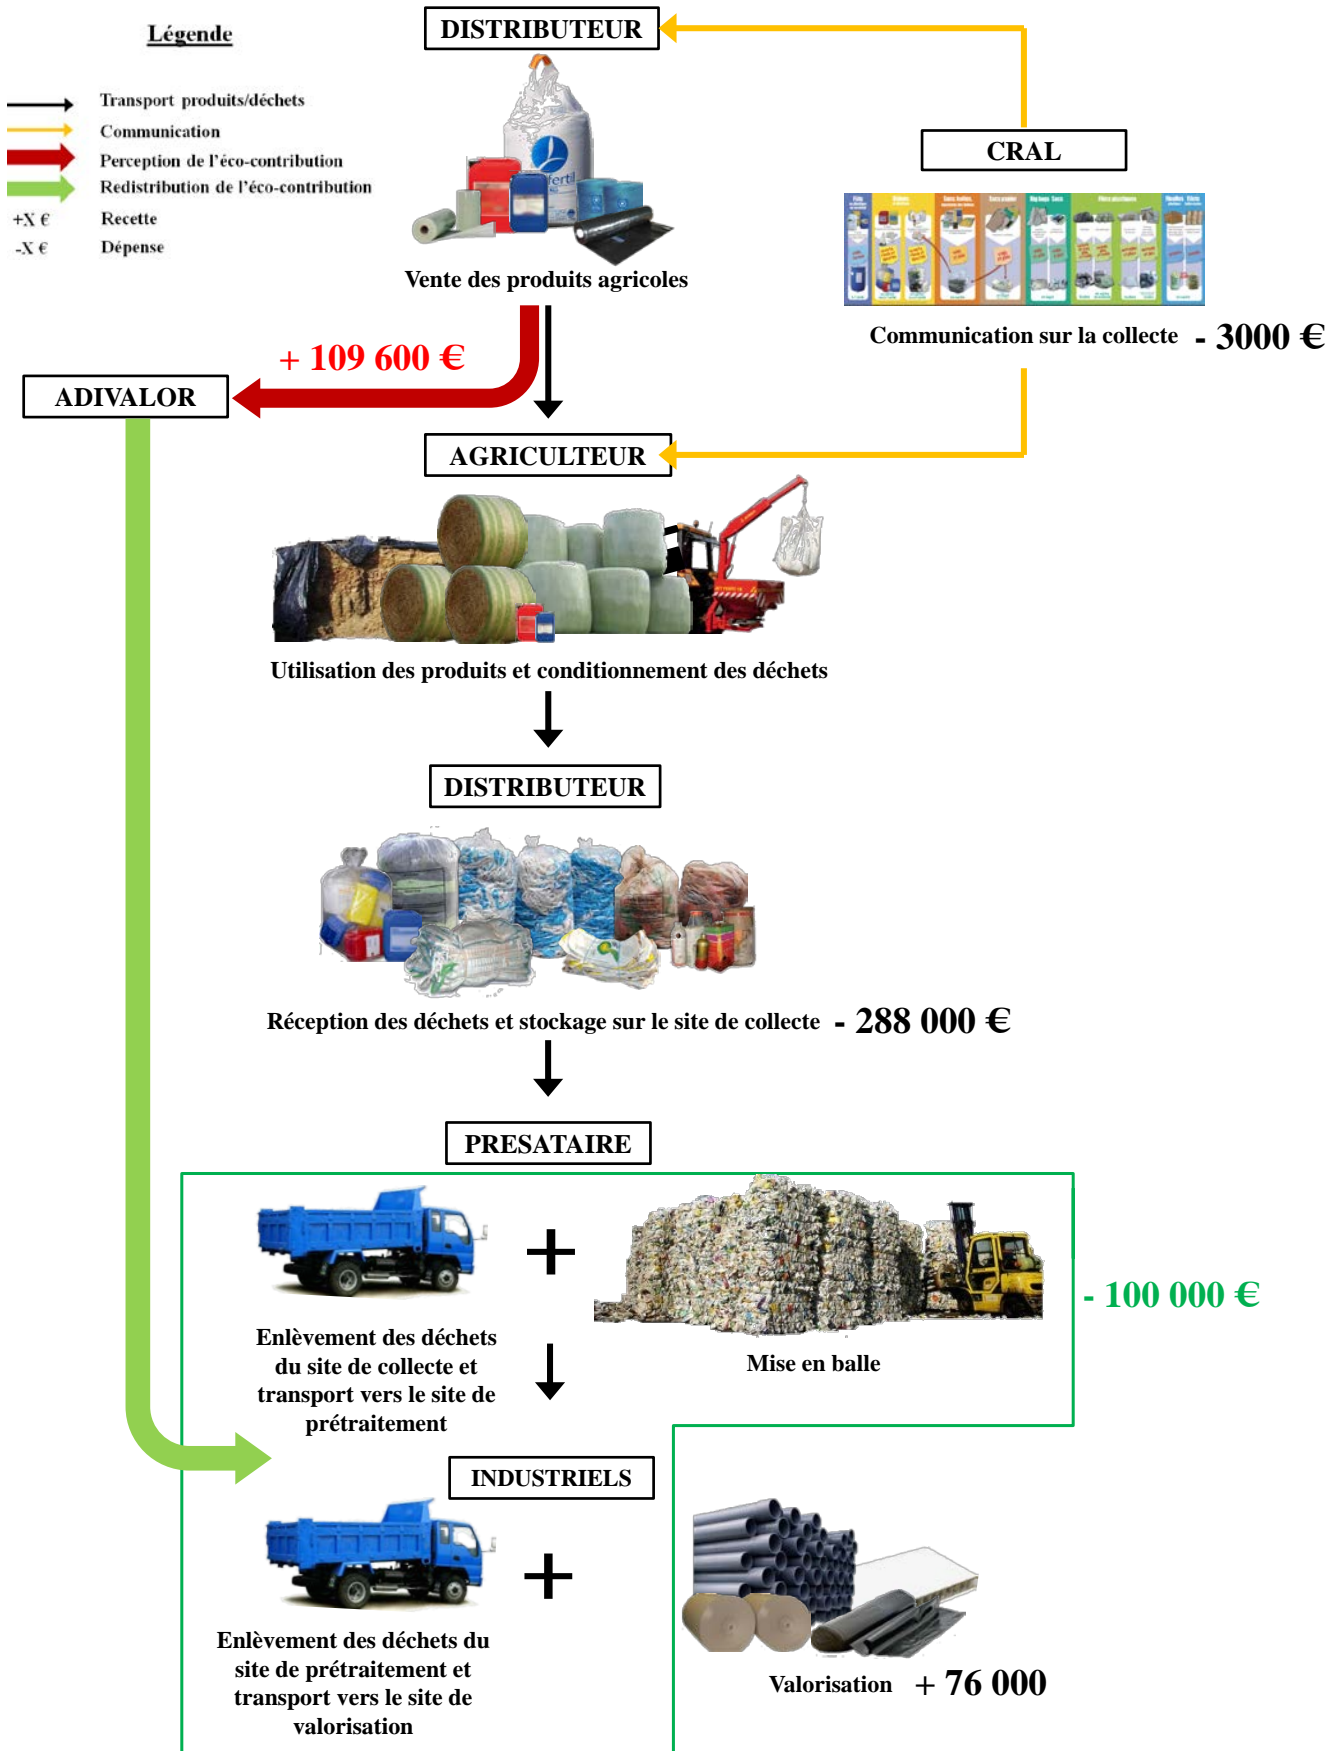 Légende
Transport produits/déchets
Communication
Perception de l'éco-contribution
Redistribution de l'éco-contribution
+X € Recette
-X € Dépense
DISTRIBUTEUR
fertil
Vente des produits agricoles
CRAL
Communication sur la collecte - 3000 €
+ 109 600 €
ADIVALOR
AGRICULTEUR
Utilisation des produits et conditionnement des déchets
DISTRIBUTEUR
Réception des déchets et stockage sur le site de collecte - 288 000 €
PRESATAIRE
Enlèvement des déchets
du site de collecte et
transport vers le site de
prétraitement
Mise en balle
- 100 000 €
INDUSTRIELS
Enlèvement des déchets du
site de prétraitement et
transport vers le site de
valorisation
Valorisation + 76 000